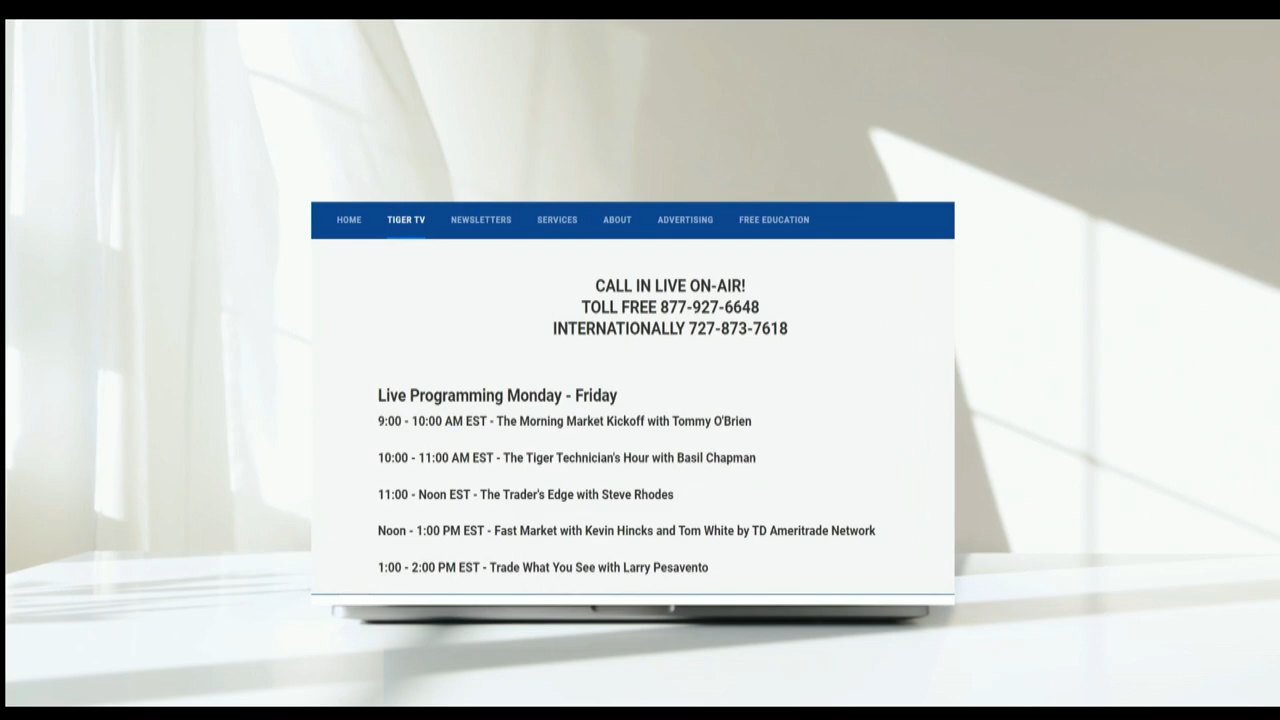 HOME TIGER TV NEWSLETTERS SERVICES ABOUT ADVERTISING FREE EDUCATION
CALL IN LIVE ON-AIR!
TOLL FREE 877-927-6648
INTERNATIONALLY 727-873-7618
Live Programming Monday - Friday
9:00 - 10:00 AM EST - The Morning Market Kickoff with Tommy O'Brien
10:00 - 11:00 AM EST - The Tiger Technician's Hour with Basil Chapman
11:00 - Noon EST - The Trader's Edge with Steve Rhodes
Noon - 1:00 PM EST - Fast Market with Kevin Hincks and Tom White by TD Ameritrade Network
1:00 - 2:00 PM EST - Trade What You See with Larry Pesavento